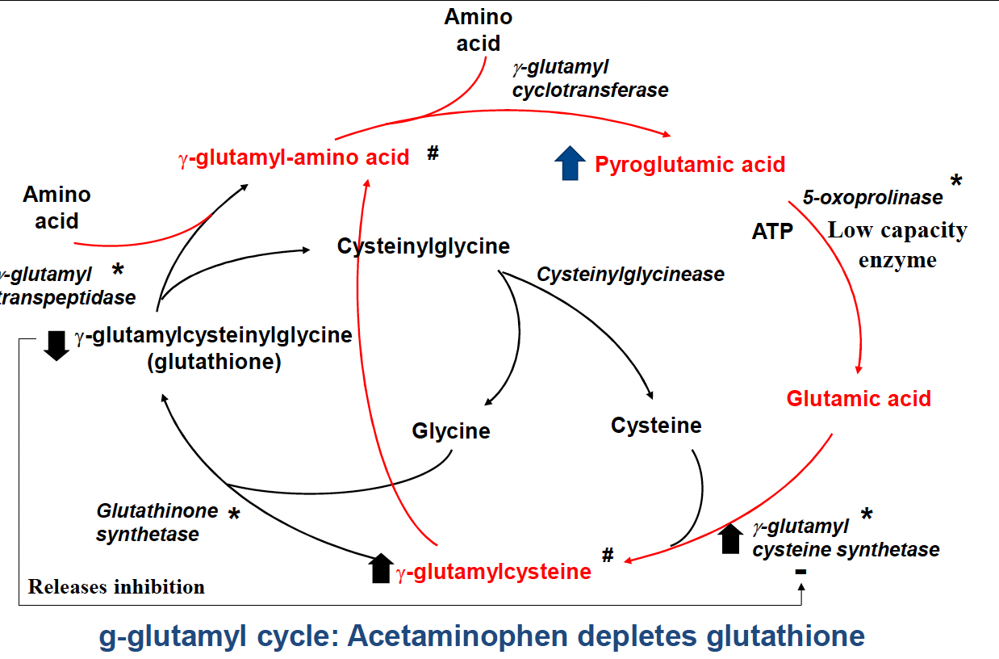 Amino
acid
γ-glutamyl
cyclotransferase
γ-glutamyl-amino acid #
Pyroglutamic acid
Amino
acid
5-oxoprolinase *
ATP
Low capacity
enzyme
Cysteinylglycine
γ-glutamyl *
transpeptidase
Cysteinylglycinease
γ-glutamylcysteinylglycine
(glutathione)
Glutamic acid
Glycine
Cysteine
Glutathinone *
synthetase
γ-glutamyl *
cysteine synthetase
-
γ-glutamylcysteine #
Releases inhibition
g-glutamyl cycle: Acetaminophen depletes glutathione